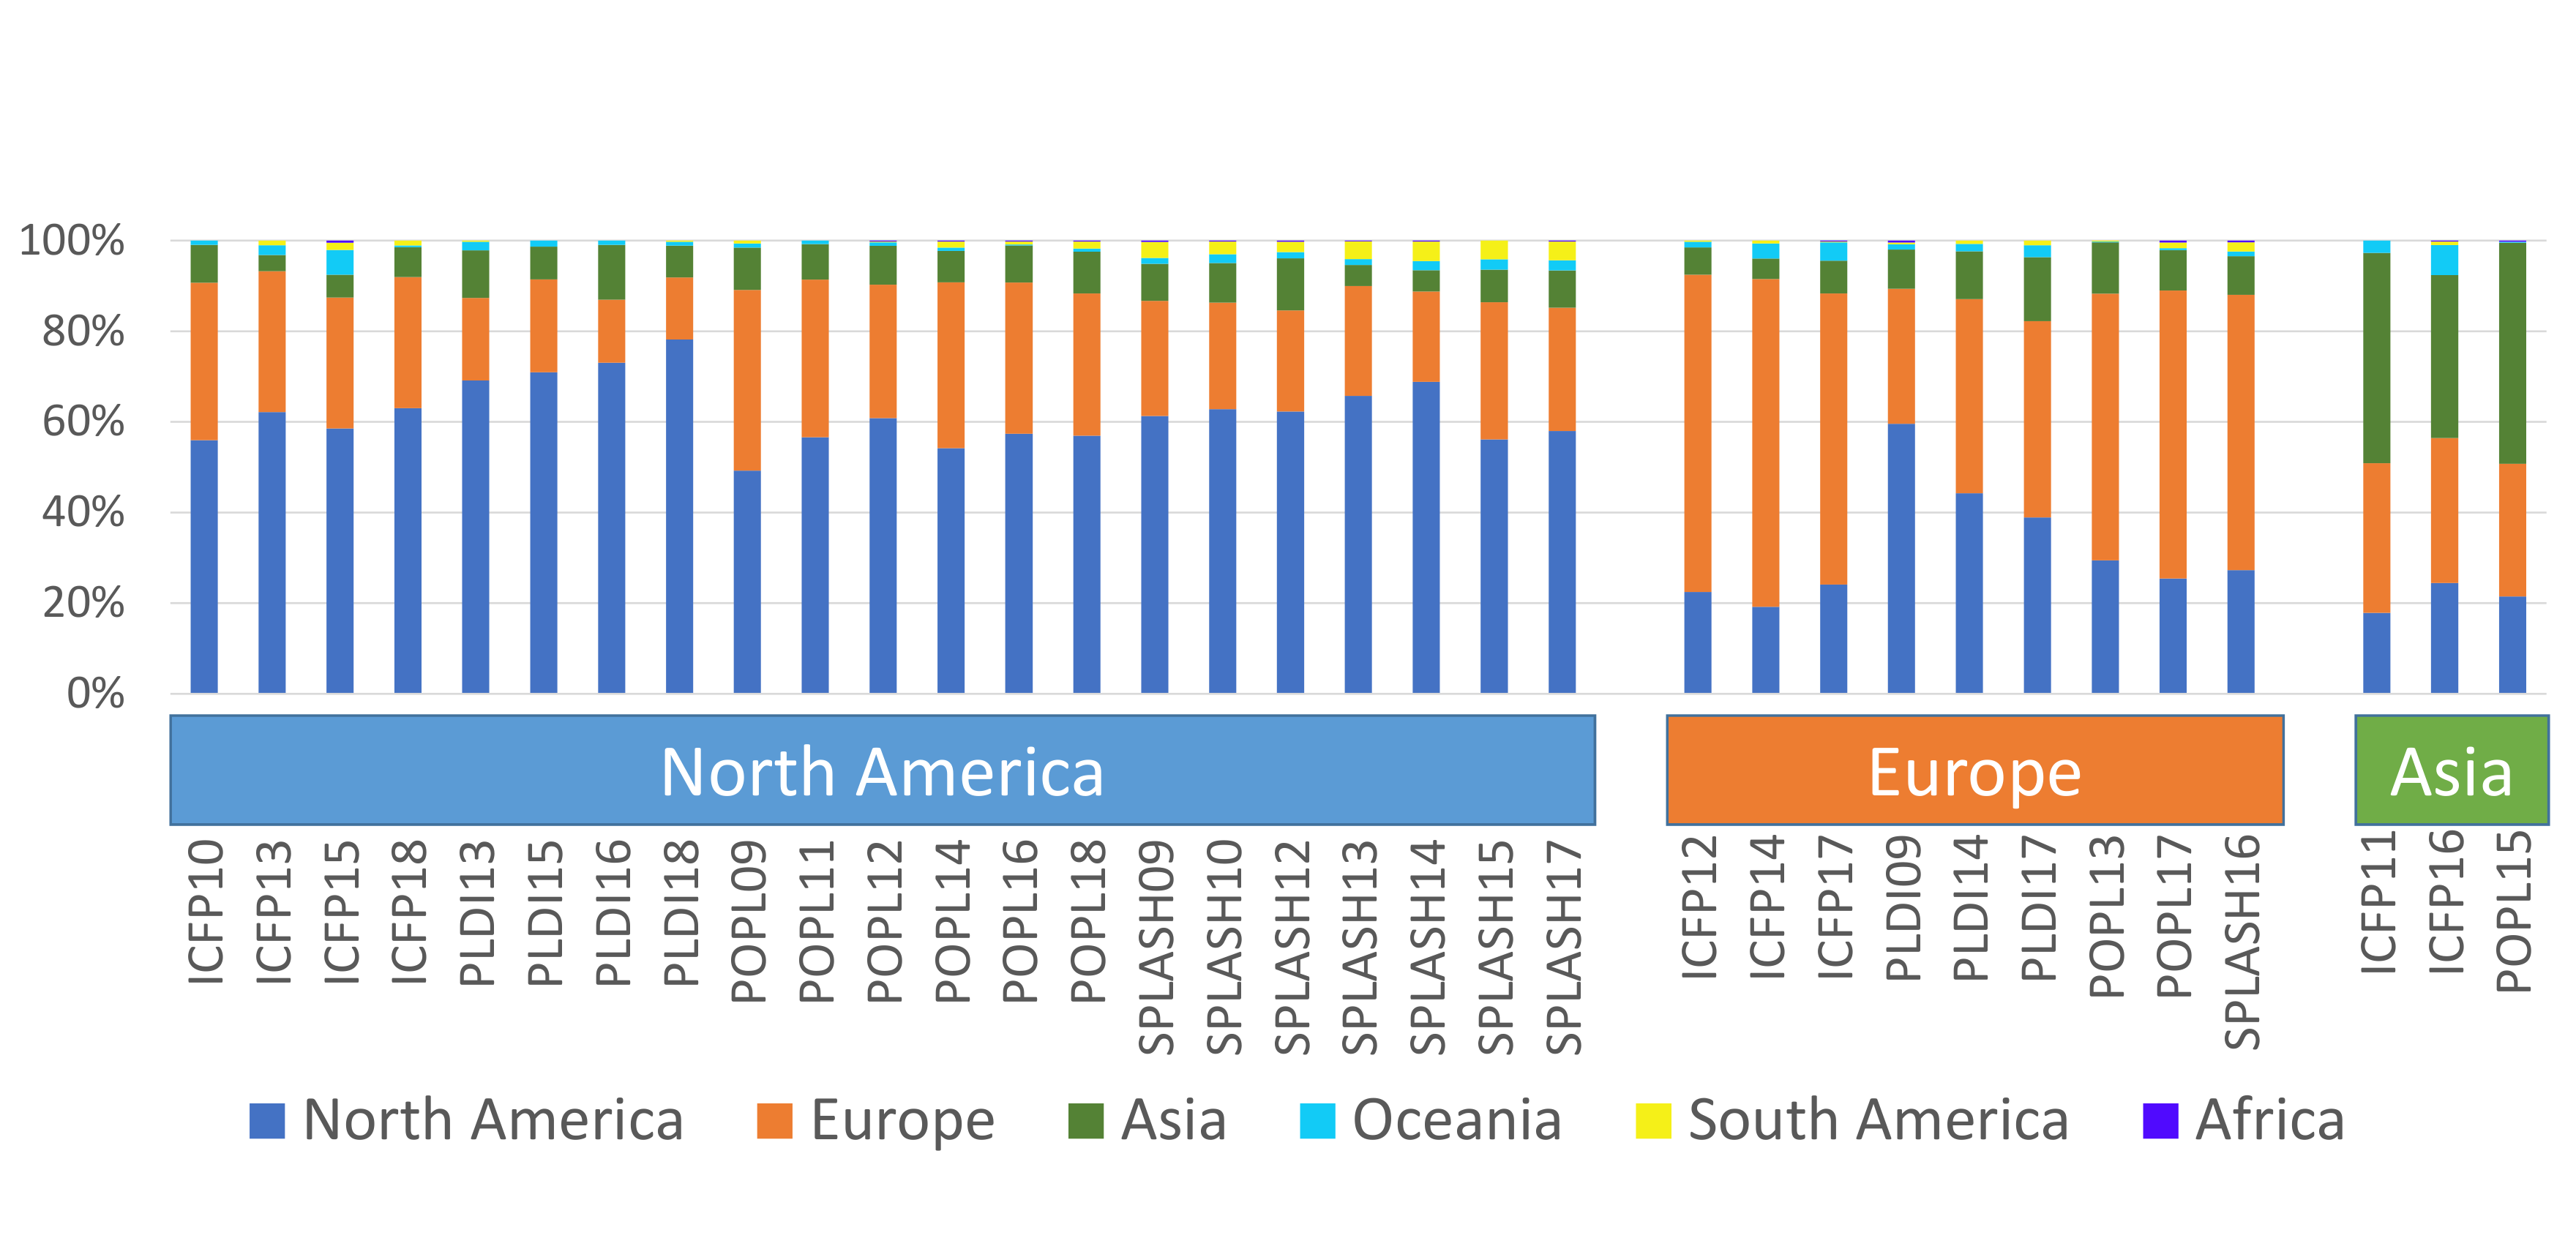 100%
80%
60%
40%
20%
0%
North America Europe Asia
ICFP10 ICFP13 ICFP15 ICFP18 PLDI13 PLDI15 PLDI16 PLDI18 POPL09 POPL11 POPL12 POPL14 POPL16 POPL18 SPLASH09 SPLASH10 SPLASH12 SPLASH13 SPLASH14 SPLASH15 SPLASH17 ICFP12 ICFP14 ICFP17 PLDI09 PLDI14 PLDI17 POPL13 POPL17 SPLASH16 ICFP11 ICFP16 POPL15
North America Europe Asia Oceania South America Africa